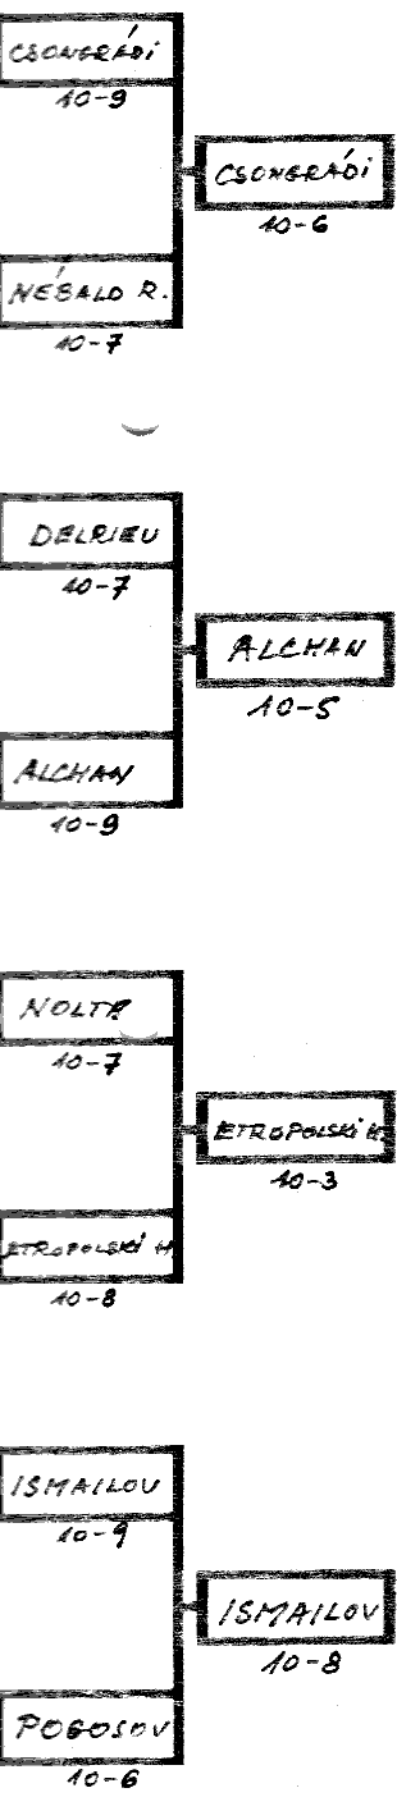 CSONGRÁDI
10-9
CSONGRÁDI
10-6
NÉBALD R.
10-7
DELRIEU
10-7
ALCHAN
10-5
ALCHAN
10-9
NOLTE
10-7
ETROPOLSKI H.
10-3
ETROPOLSKI H.
10-8
ISMAILOV
10-9
ISMAILOV
10-8
POGOSOV
10-6